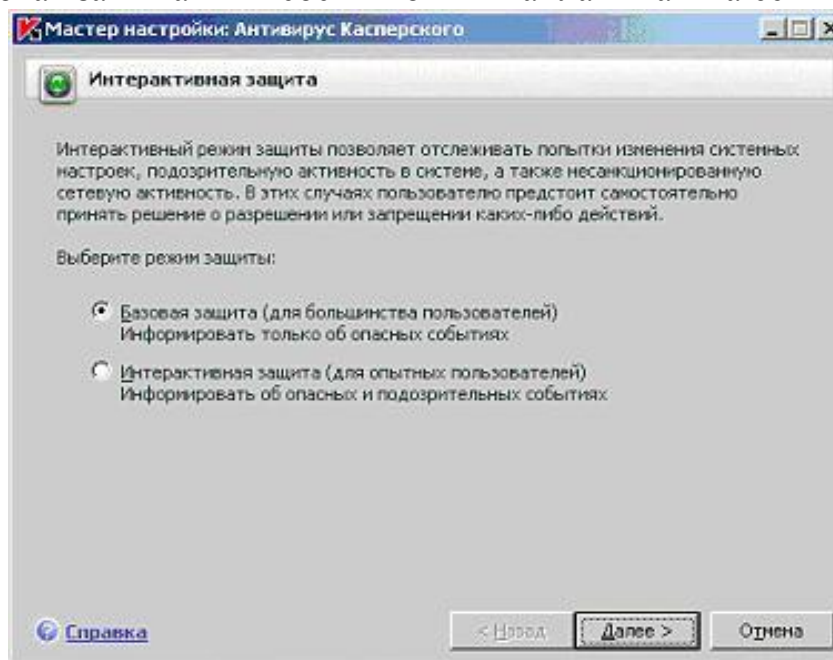 Мастер настройки: Антивирус Касперского
Интерактивная защита
Интерактивный режим защиты позволяет отслеживать попытки изменения системных
настроек, подозрительную активность в системе, а также несанкционированную
сетевую активность. В этих случаях пользователю предстоит самостоятельно
принять решение о разрешении или запрещении каких-либо действий.
Выберите режим защиты:
Базовая защита (для большинства пользователей)
Информировать только об опасных событиях
Интерактивная защита (для опытных пользователей)
Информировать об опасных и подозрительных событиях
Справка
< Назад
Далее >
Отмена